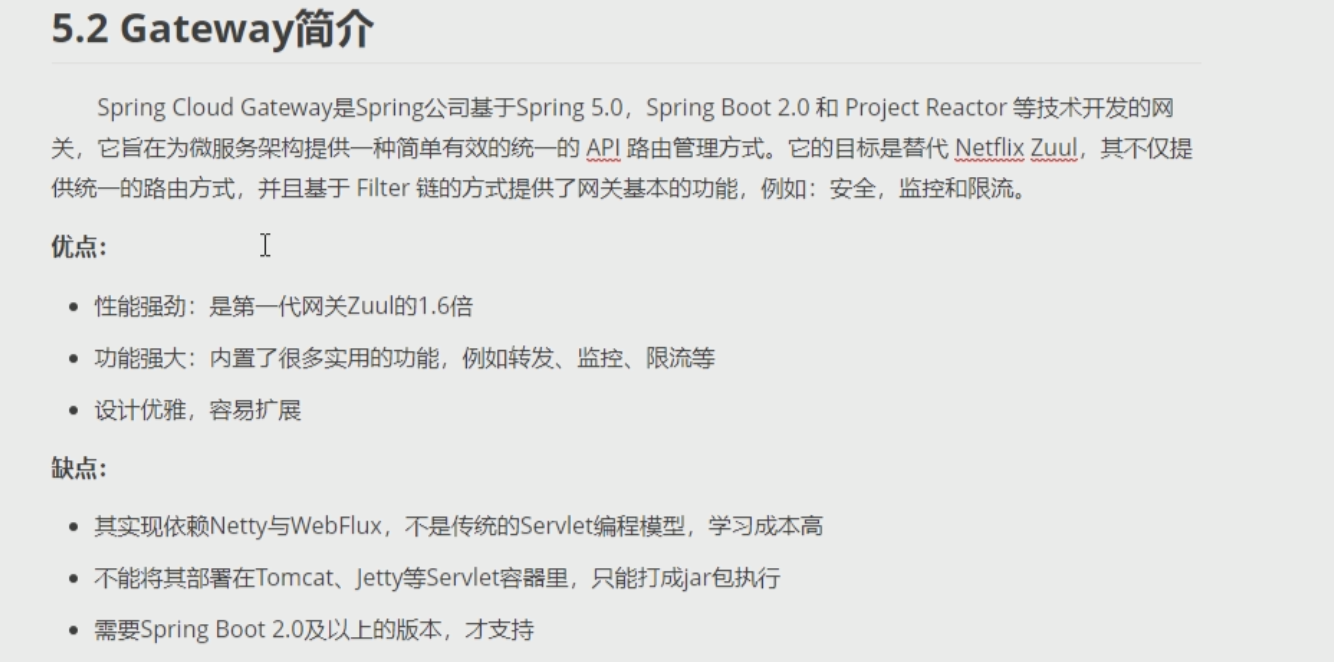 5.2 Gateway简介
Spring Cloud Gateway是Spring公司基于Spring 5.0，Spring Boot 2.0 和 Project Reactor 等技术开发的网
关，它旨在为微服务架构提供一种简单有效的统一的 API 路由管理方式。它的目标是替代 Netflix Zuul，其不仅提
供统一的路由方式，并且基于 Filter 链的方式提供了网关基本的功能，例如：安全，监控和限流。
优点：
• 性能强劲：是第一代网关Zuul的1.6倍
• 功能强大：内置了很多实用的功能，例如转发、监控、限流等
• 设计优雅，容易扩展
缺点：
• 其实现依赖Netty与WebFlux，不是传统的Servlet编程模型，学习成本高
• 不能将其部署在Tomcat、Jetty等Servlet容器里，只能打成jar包执行
• 需要Spring Boot 2.0及以上的版本，才支持